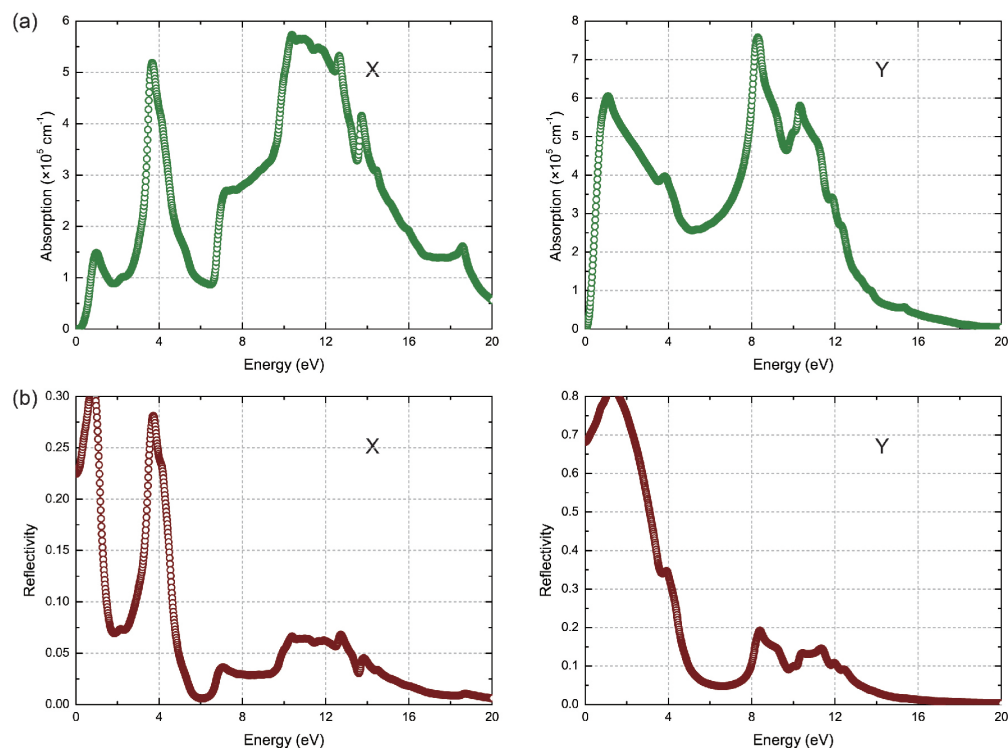 (a)
X
Absorption (×10⁵ cm⁻¹)
6
5
4
3
2
1
0
0 4 8 12 16 20
Energy (eV)
Y
Absorption (×10⁵ cm⁻¹)
8
7
6
5
4
3
2
1
0
0 4 8 12 16 20
Energy (eV)
(b)
X
Reflectivity
0.30
0.25
0.20
0.15
0.10
0.05
0.00
0 4 8 12 16 20
Energy (eV)
Y
Reflectivity
0.8
0.7
0.6
0.5
0.4
0.3
0.2
0.1
0.0
0 4 8 12 16 20
Energy (eV)